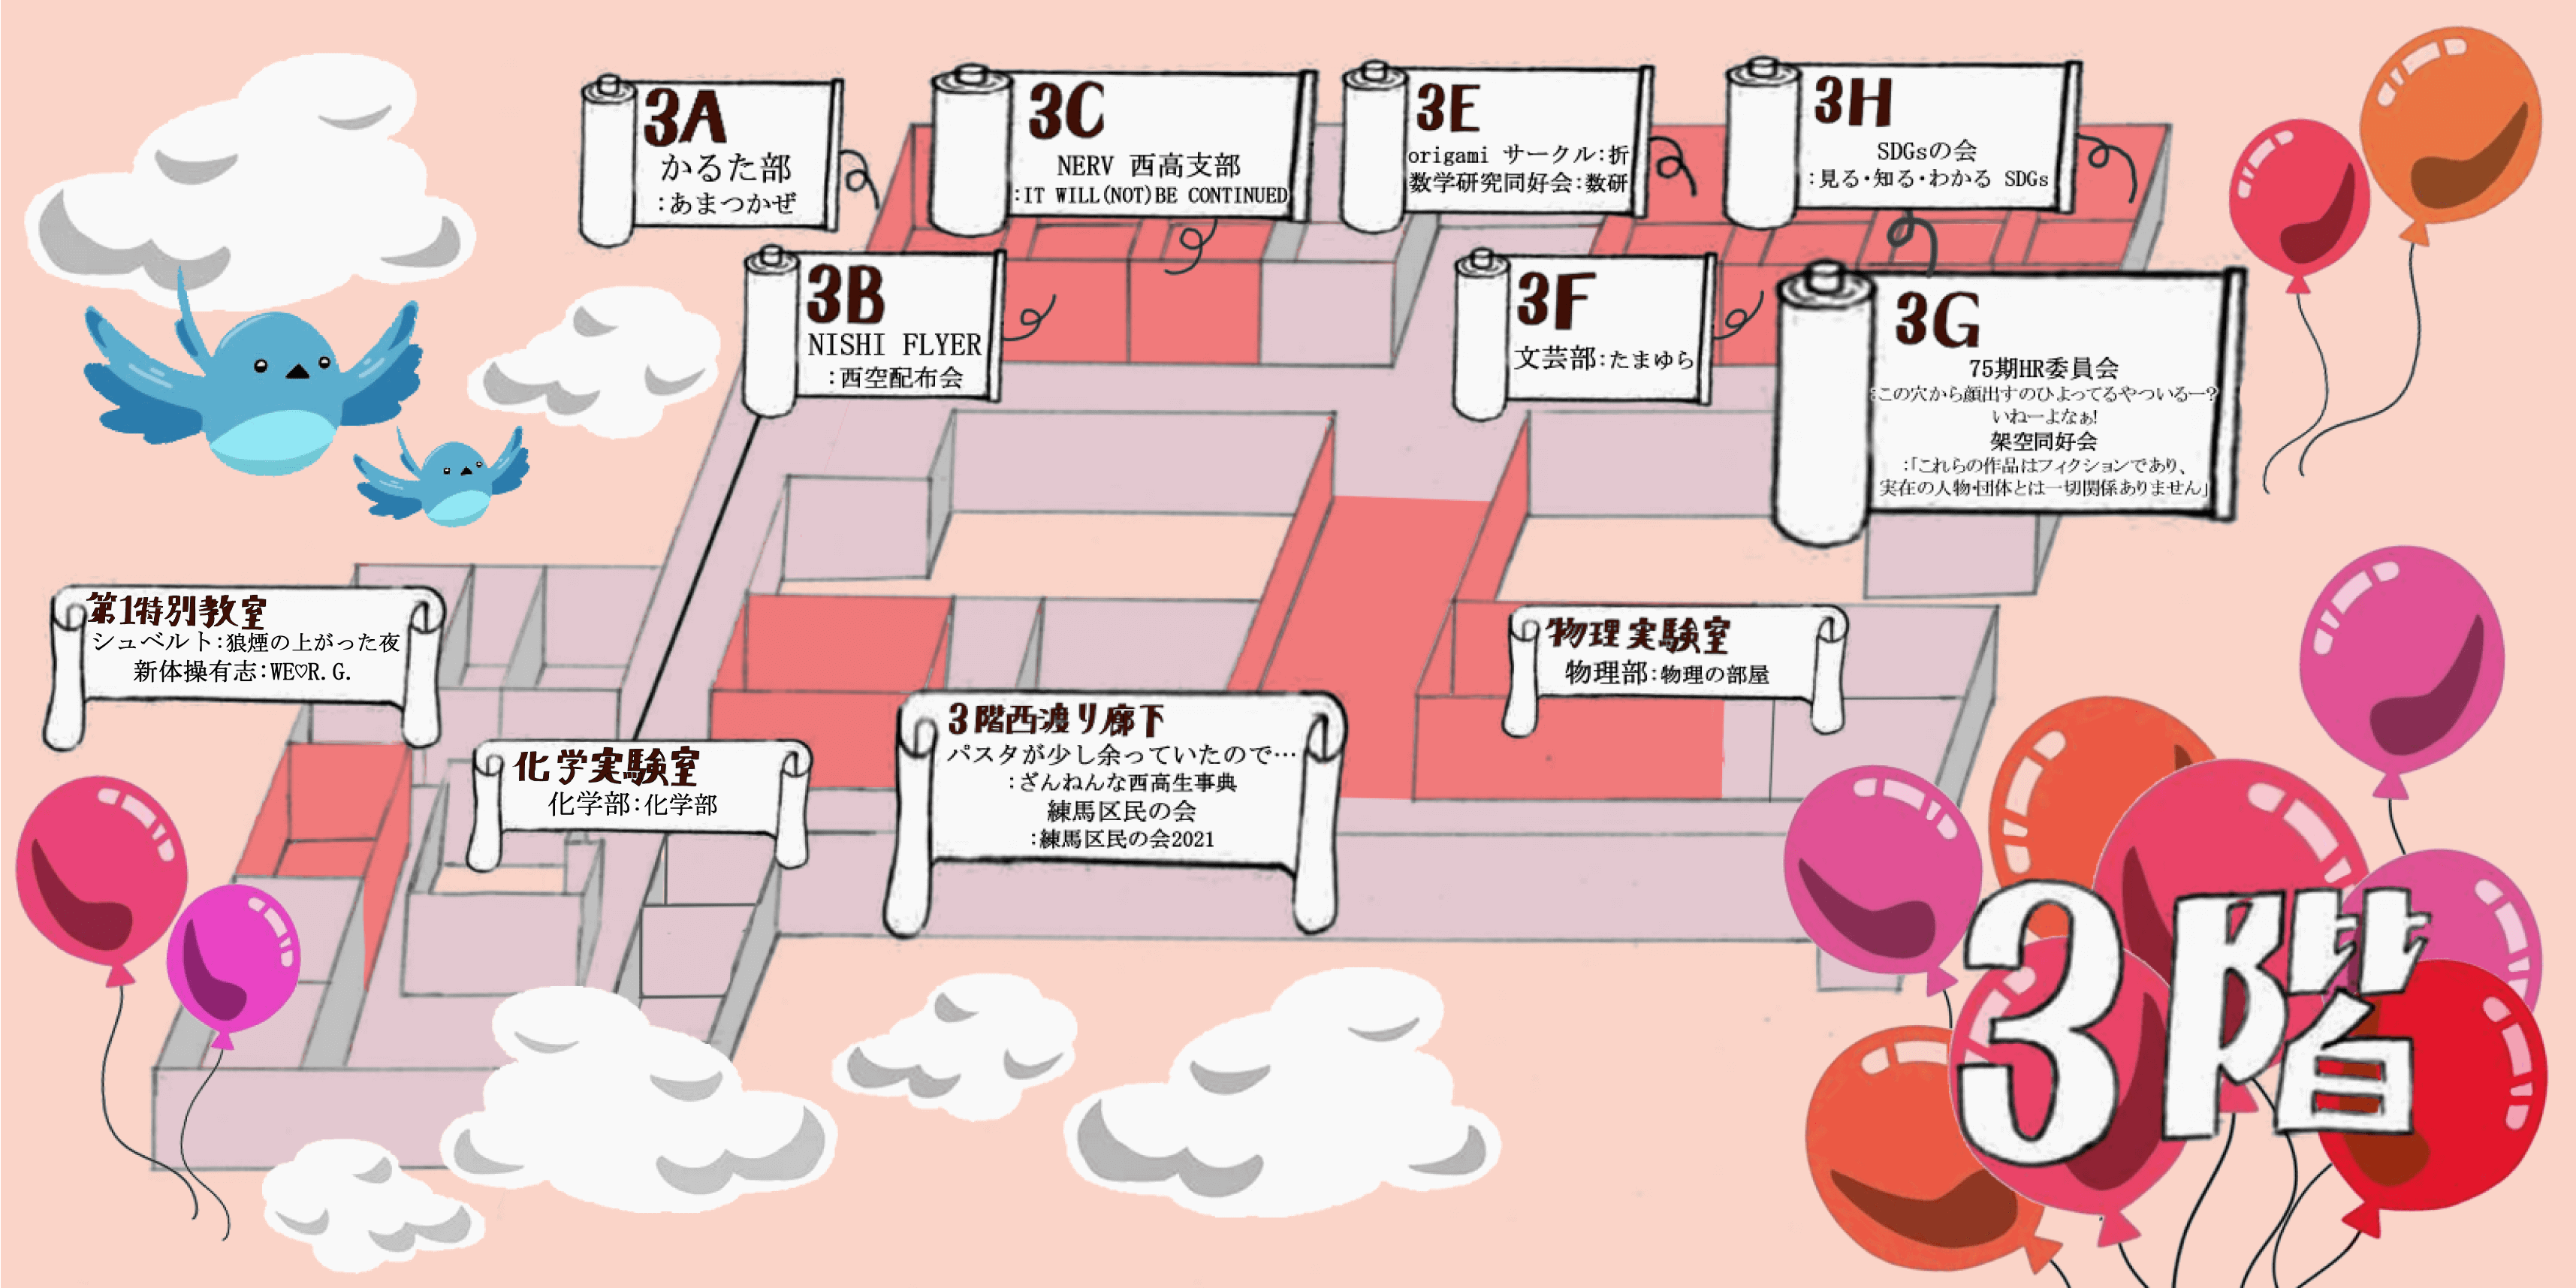 3A
かるた部
:あまつかぜ
3C
NERV 西高支部
:IT WILL(NOT)BE CONTINUED
3E
origami サークル:折
数学研究同好会:数研
3H
SDGsの会
:見る・知る・わかる SDGs
3B
NISHI FLYER
:西空配布会
3F
文芸部:たまゆら
3G
75期HR委員会
:この穴から顔出すのひよってるやついるー?
いねーよなぁ!
架空同好会
:「これらの作品はフィクションであり、
実在の人物・団体とは一切関係ありません」
第1特別教室
シュベルト:狼煙の上がった夜
新体操有志:WE♡R.G.
化学実験室
化学部:化学部
3階西渡り廊下
パスタが少し余っていたので…
:ざんねんな西高生事典
練馬区民の会
:練馬区民の会2021
物理実験室
物理部:物理の部屋
3階